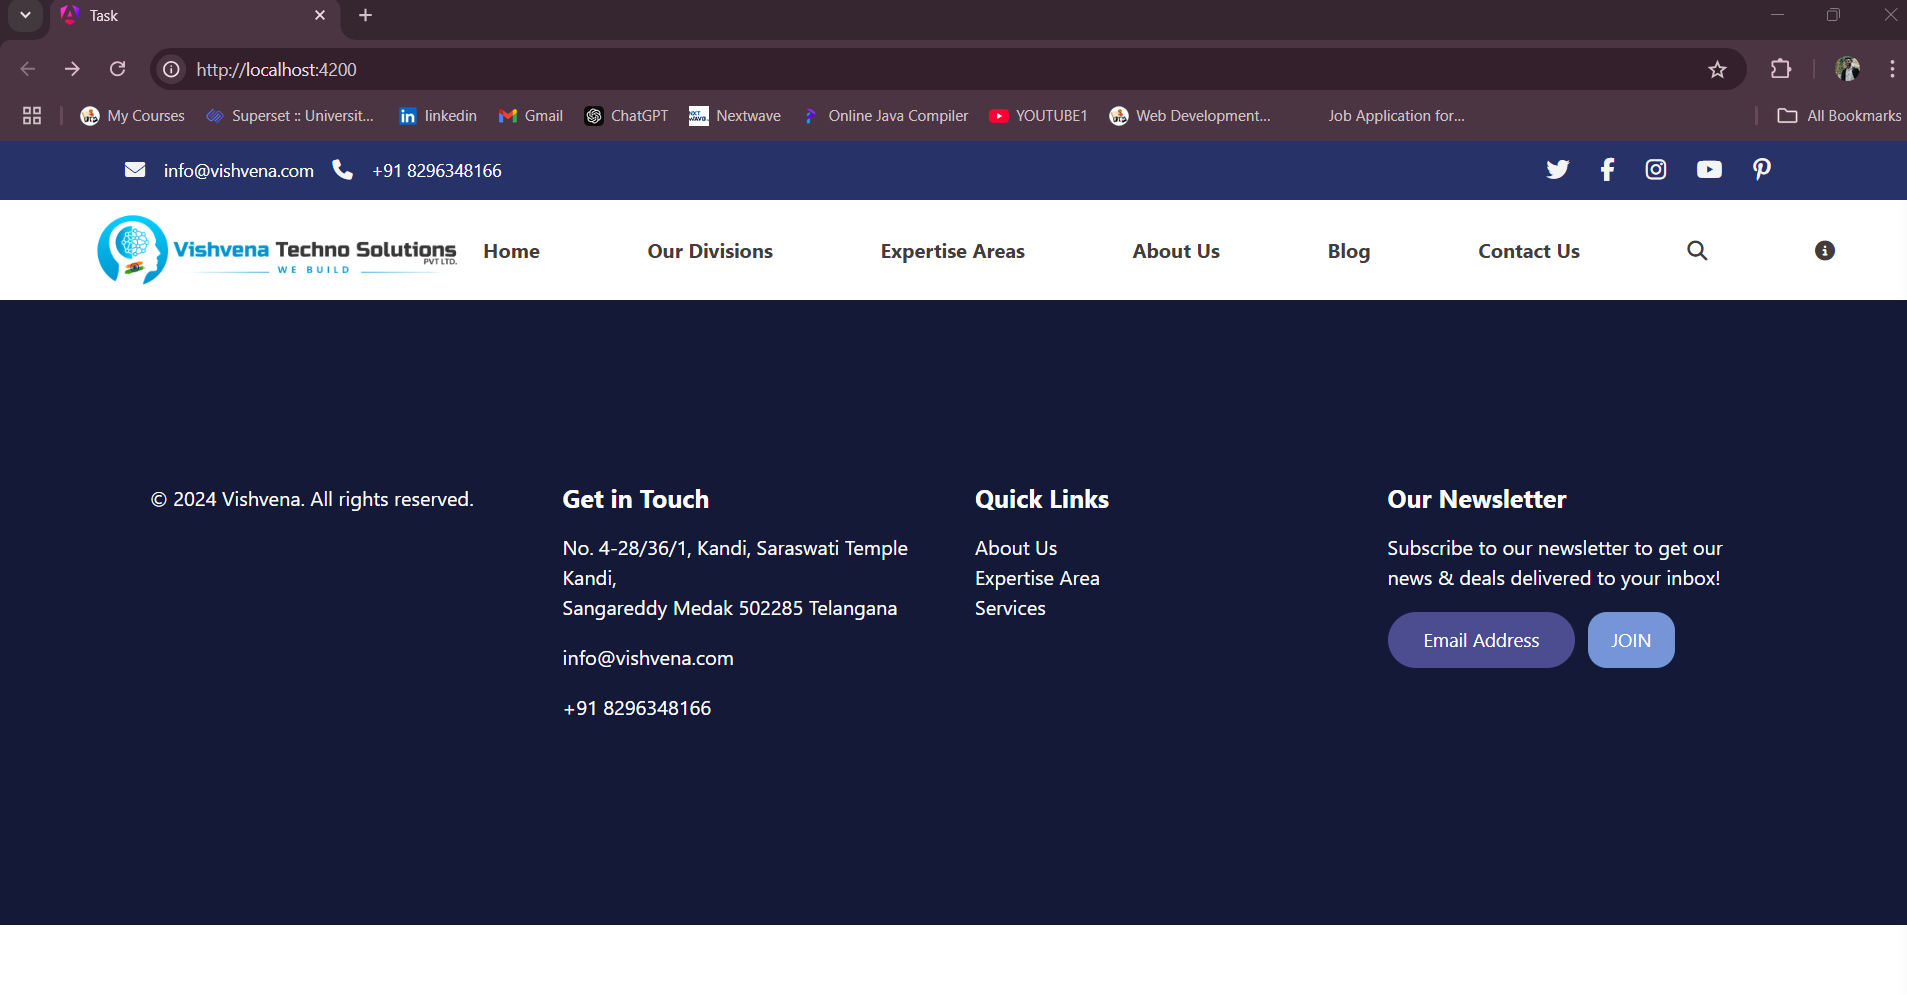 Task
http://localhost:4200
My Courses
Superset :: Universit...
linkedin
Gmail
ChatGPT
Nextwave
Online Java Compiler
YOUTUBE1
Web Development...
Job Application for...
All Bookmarks
info@vishvena.com +91 8296348166
Vishvena Techno Solutions
PVT LTD.
WE BUILD
Home
Our Divisions
Expertise Areas
About Us
Blog
Contact Us
© 2024 Vishvena. All rights reserved.
Get in Touch
No. 4-28/36/1, Kandi, Saraswati Temple
Kandi,
Sangareddy Medak 502285 Telangana
info@vishvena.com
+91 8296348166
Quick Links
About Us
Expertise Area
Services
Our Newsletter
Subscribe to our newsletter to get our
news & deals delivered to your inbox!
Email Address
JOIN